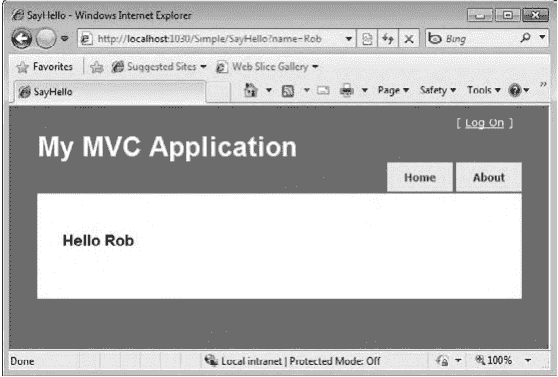 SayHello - Windows Internet Explorer
http://localhost:1030/Simple/SayHello?name=Rob
Bing
Favorites
Suggested Sites
Web Slice Gallery
SayHello
Page
Safety
Tools
[ Log On ]
My MVC Application
Home
About
Hello Rob
Done
Local intranet | Protected Mode: Off
100%